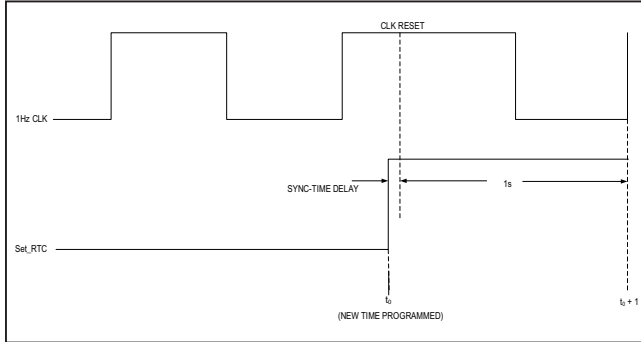 CLK RESET
1Hz CLK
SYNC-TIME DELAY
1s
Set_RTC
t₀
t₀ + 1
(NEW TIME PROGRAMMED)